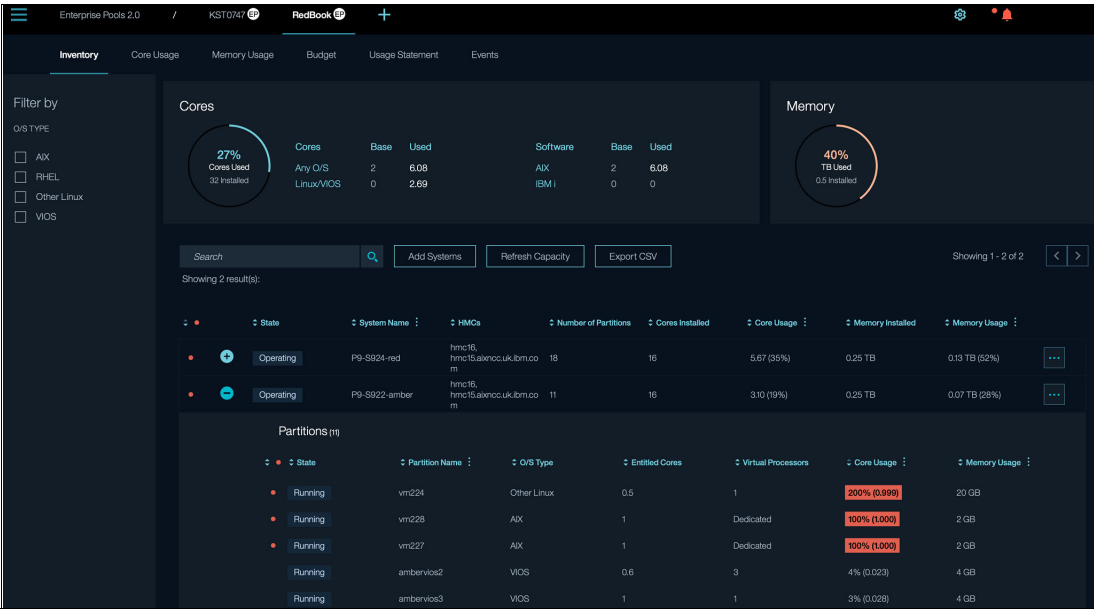 Enterprise Pools 2.0 / KST0747 EP RedBook EP +
Inventory Core Usage Memory Usage Budget Usage Statement Events
Filter by
O/S TYPE
AIX
RHEL
Other Linux
VIOS
Cores
27%
Cores Used
32 Installed
Cores Base Used
Any O/S 2 6.08
Linux/VIOS 0 2.69
Software Base Used
AIX 2 6.08
IBM i 0 0
Memory
40%
TB Used
0.5 Installed
Search Add Systems Refresh Capacity Export CSV Showing 1 - 2 of 2 < >
Showing 2 result(s):
State System Name HMCs Number of Partitions Cores Installed Core Usage Memory Installed Memory Usage
+ Operating P9-S924-red hmc16, hmc15.aixncc.uk.ibm.com 18 16 5.67 (35%) 0.25 TB 0.13 TB (52%) ...
− Operating P9-S922-amber hmc16, hmc15.aixncc.uk.ibm.com 11 16 3.10 (19%) 0.25 TB 0.07 TB (28%) ...
Partitions (11)
State Partition Name O/S Type Entitled Cores Virtual Processors Core Usage Memory Usage
Running vm224 Other Linux 0.5 1 200% (0.999) 20 GB
Running vm228 AIX 1 Dedicated 100% (1.000) 2 GB
Running vm227 AIX 1 Dedicated 100% (1.000) 2 GB
Running ambervios2 VIOS 0.6 3 4% (0.023) 4 GB
Running ambervios3 VIOS 1 1 3% (0.028) 4 GB